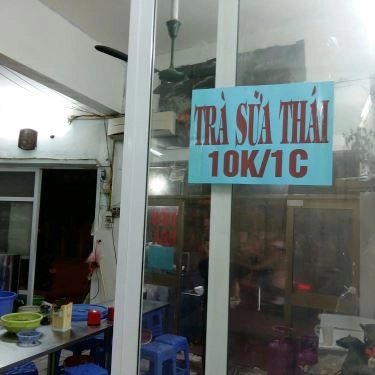 TRÀ SỮA THÁI
10K/1C